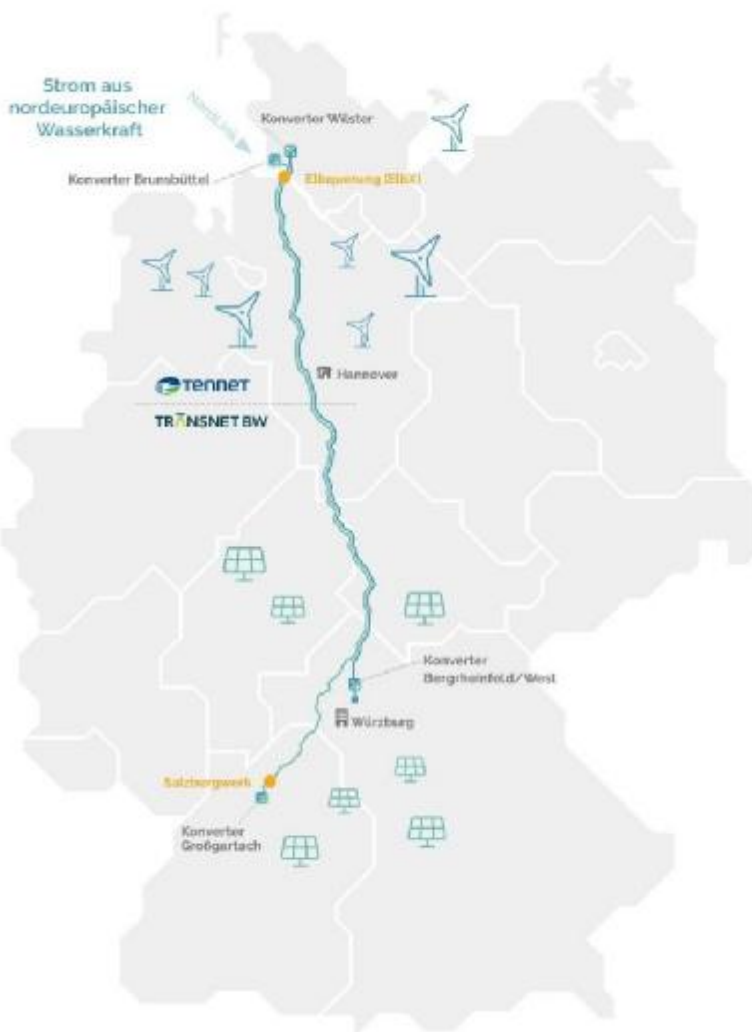 Strom aus
nordeuropäischer
Wasserkraft
NordLink
Konverter Wilster
Konverter Brunsbüttel
Elbquerung (ElbX)
Hannover
TENNET
TRANSNET BW
Konverter
Bergrheinfeld/West
Würzburg
Salzbergwerk
Konverter
Großgartach